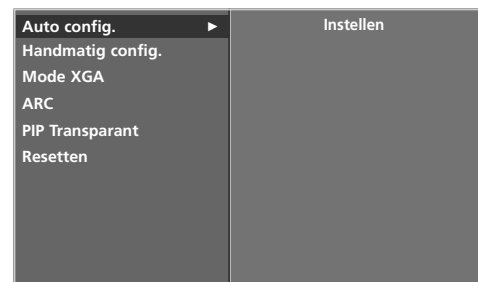 Auto config. ► Instellen
Handmatig config.
Mode XGA
ARC
PIP Transparant
Resetten